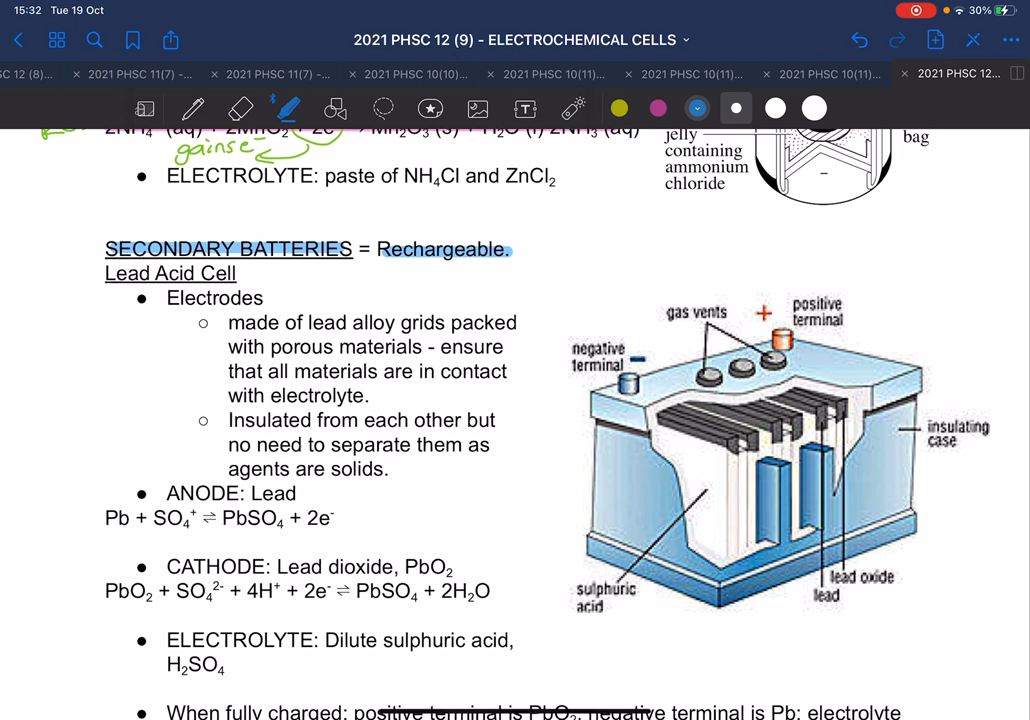 15:32 Tue 19 Oct
30%
2021 PHSC 12 (9) - ELECTROCHEMICAL CELLS
SC 12 (8)...
2021 PHSC 11(7) -...
2021 PHSC 11(7) -...
2021 PHSC 10(10)...
2021 PHSC 10(11)...
2021 PHSC 10(11)...
2021 PHSC 10(11)...
2021 PHSC 12...
gains e⁻
jelly
containing
ammonium
chloride
bag
● ELECTROLYTE: paste of NH₄Cl and ZnCl₂
SECONDARY BATTERIES = Rechargeable.
Lead Acid Cell
● Electrodes
○ made of lead alloy grids packed
with porous materials - ensure
that all materials are in contact
with electrolyte.
○ Insulated from each other but
no need to separate them as
agents are solids.
● ANODE: Lead
Pb + SO₄⁺ ⇌ PbSO₄ + 2e⁻
● CATHODE: Lead dioxide, PbO₂
PbO₂ + SO₄²⁻ + 4H⁺ + 2e⁻ ⇌ PbSO₄ + 2H₂O
● ELECTROLYTE: Dilute sulphuric acid,
H₂SO₄
● When fully charged: positive terminal is PbO₂; negative terminal is Pb; electrolyte
gas vents
+
positive
terminal
negative
terminal
−
insulating
case
sulphuric
acid
lead oxide
lead